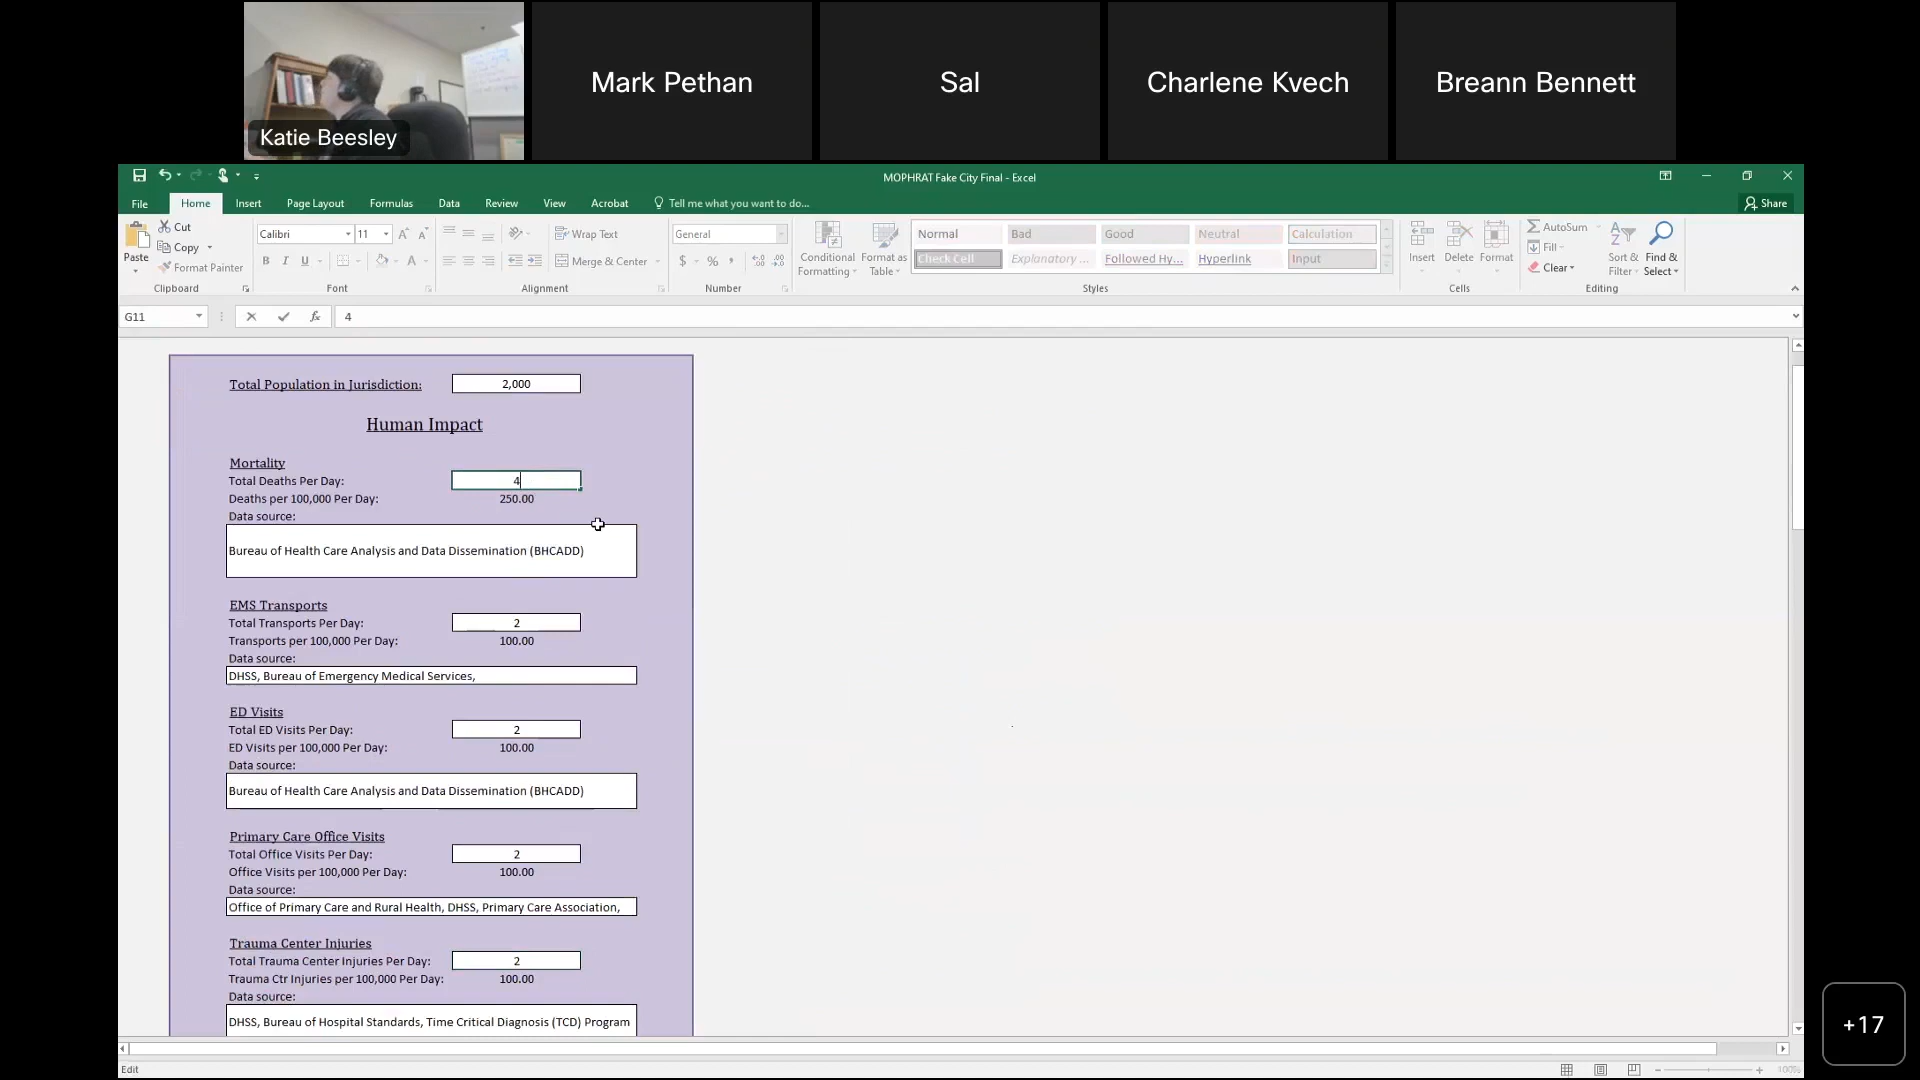 Katie Beesley
Mark Pethan
Sal
Charlene Kvech
Breann Bennett
MOPHRAT Fake City Final - Excel
File Home Insert Page Layout Formulas Data Review View Acrobat Tell me what you want to do... Share
Paste
Cut
Copy
Format Painter
Clipboard
Calibri 11
B I U
Font
Wrap Text
Merge & Center
Alignment
General
$ % ,
Number
Conditional Formatting
Format as Table
Normal Bad Good Neutral Calculation
Check Cell Explanatory ... Followed Hy... Hyperlink Input
Styles
Insert Delete Format
Cells
AutoSum
Fill
Clear
Sort & Filter
Find & Select
Editing
G11 fx 4
Total Population in Jurisdiction: 2,000
Human Impact
Mortality
Total Deaths Per Day: 4
Deaths per 100,000 Per Day: 250.00
Data source:
Bureau of Health Care Analysis and Data Dissemination (BHCADD)
EMS Transports
Total Transports Per Day: 2
Transports per 100,000 Per Day: 100.00
Data source:
DHSS, Bureau of Emergency Medical Services,
ED Visits
Total ED Visits Per Day: 2
ED Visits per 100,000 Per Day: 100.00
Data source:
Bureau of Health Care Analysis and Data Dissemination (BHCADD)
Primary Care Office Visits
Total Office Visits Per Day: 2
Office Visits per 100,000 Per Day: 100.00
Data source:
Office of Primary Care and Rural Health, DHSS, Primary Care Association,
Trauma Center Injuries
Total Trauma Center Injuries Per Day: 2
Trauma Ctr Injuries per 100,000 Per Day: 100.00
Data source:
DHSS, Bureau of Hospital Standards, Time Critical Diagnosis (TCD) Program
+17
Edit
100%